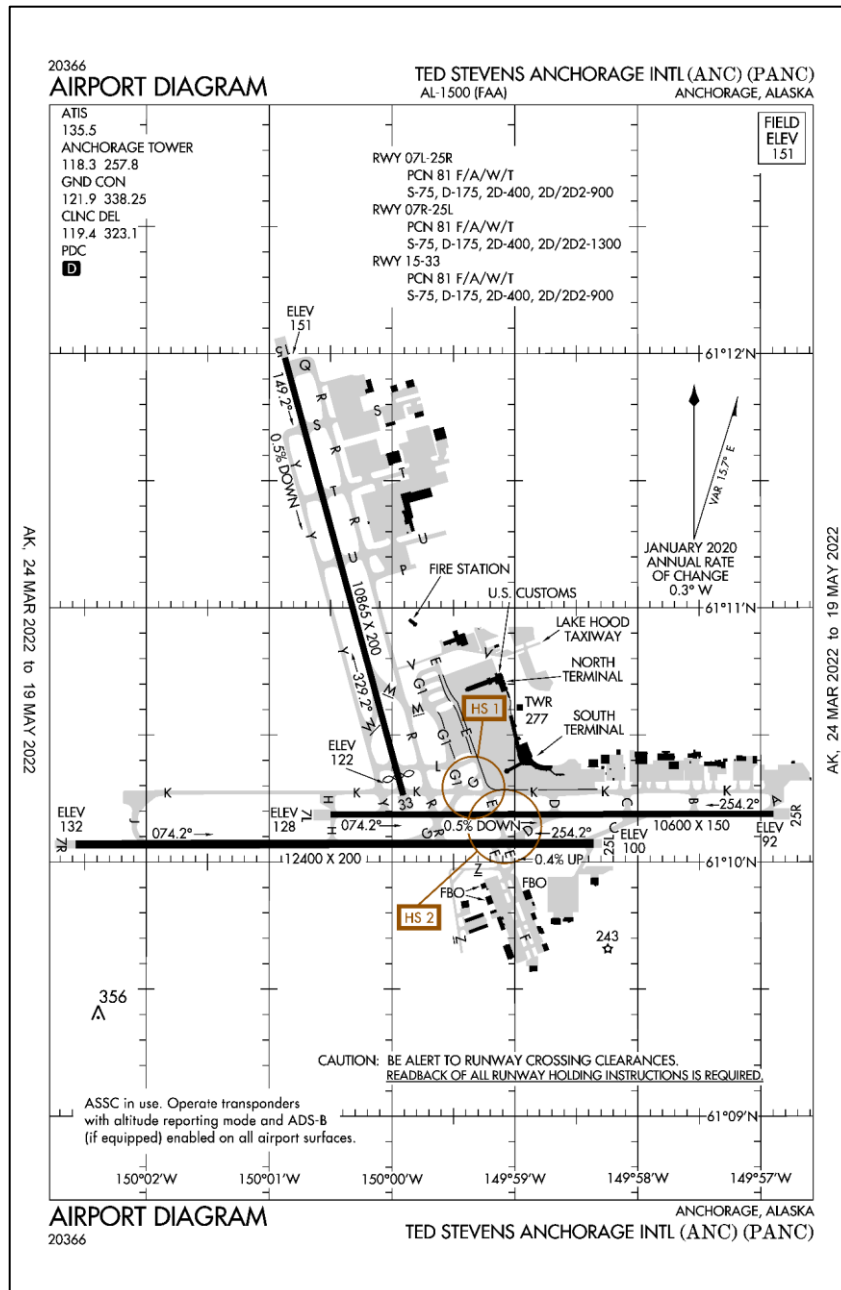 20366
AIRPORT DIAGRAM
TED STEVENS ANCHORAGE INTL (ANC) (PANC)
AL-1500 (FAA)
ANCHORAGE, ALASKA
ATIS
135.5
ANCHORAGE TOWER
118.3 257.8
GND CON
121.9 338.25
CLNC DEL
119.4 323.1
PDC
D
RWY 07L-25R
PCN 81 F/A/W/T
S-75, D-175, 2D-400, 2D/2D2-900
RWY 07R-25L
PCN 81 F/A/W/T
S-75, D-175, 2D-400, 2D/2D2-1300
RWY 15-33
PCN 81 F/A/W/T
S-75, D-175, 2D-400, 2D/2D2-900
FIELD
ELEV
151
ELEV
151
15
61°12'N
149.2°
0.5% DOWN
Q
R
S
S
R
Y
T
T
Y
R
U
U
P
VAR 15.7° E
JANUARY 2020
ANNUAL RATE
OF CHANGE
0.3° W
FIRE STATION
U.S. CUSTOMS
61°11'N
LAKE HOOD
TAXIWAY
10865 X 200
NORTH
TERMINAL
Y
329.2°
W
M
M
R
V
G1
E
V
G1
E
HS 1
TWR
277
SOUTH
TERMINAL
ELEV
122
L
G1
G
K
K
K
K
K
J
H
Y
33
R
E
D
C
B
A
254.2°
25R
ELEV
132
7R
074.2°
ELEV
128
7L
H
074.2°
G
R
0.5% DOWN
D
254.2°
C
25L
ELEV
100
10600 X 150
ELEV
92
12400 X 200
E
E
0.4% UP
61°10'N
Z
FBO
FBO
HS 2
Z
F
243
356
CAUTION: BE ALERT TO RUNWAY CROSSING CLEARANCES.
READBACK OF ALL RUNWAY HOLDING INSTRUCTIONS IS REQUIRED.
ASSC in use. Operate transponders
with altitude reporting mode and ADS-B
(if equipped) enabled on all airport surfaces.
61°09'N
150°02'W
150°01'W
150°00'W
149°59'W
149°58'W
149°57'W
AIRPORT DIAGRAM
20366
ANCHORAGE, ALASKA
TED STEVENS ANCHORAGE INTL (ANC) (PANC)
AK, 24 MAR 2022 to 19 MAY 2022
AK, 24 MAR 2022 to 19 MAY 2022